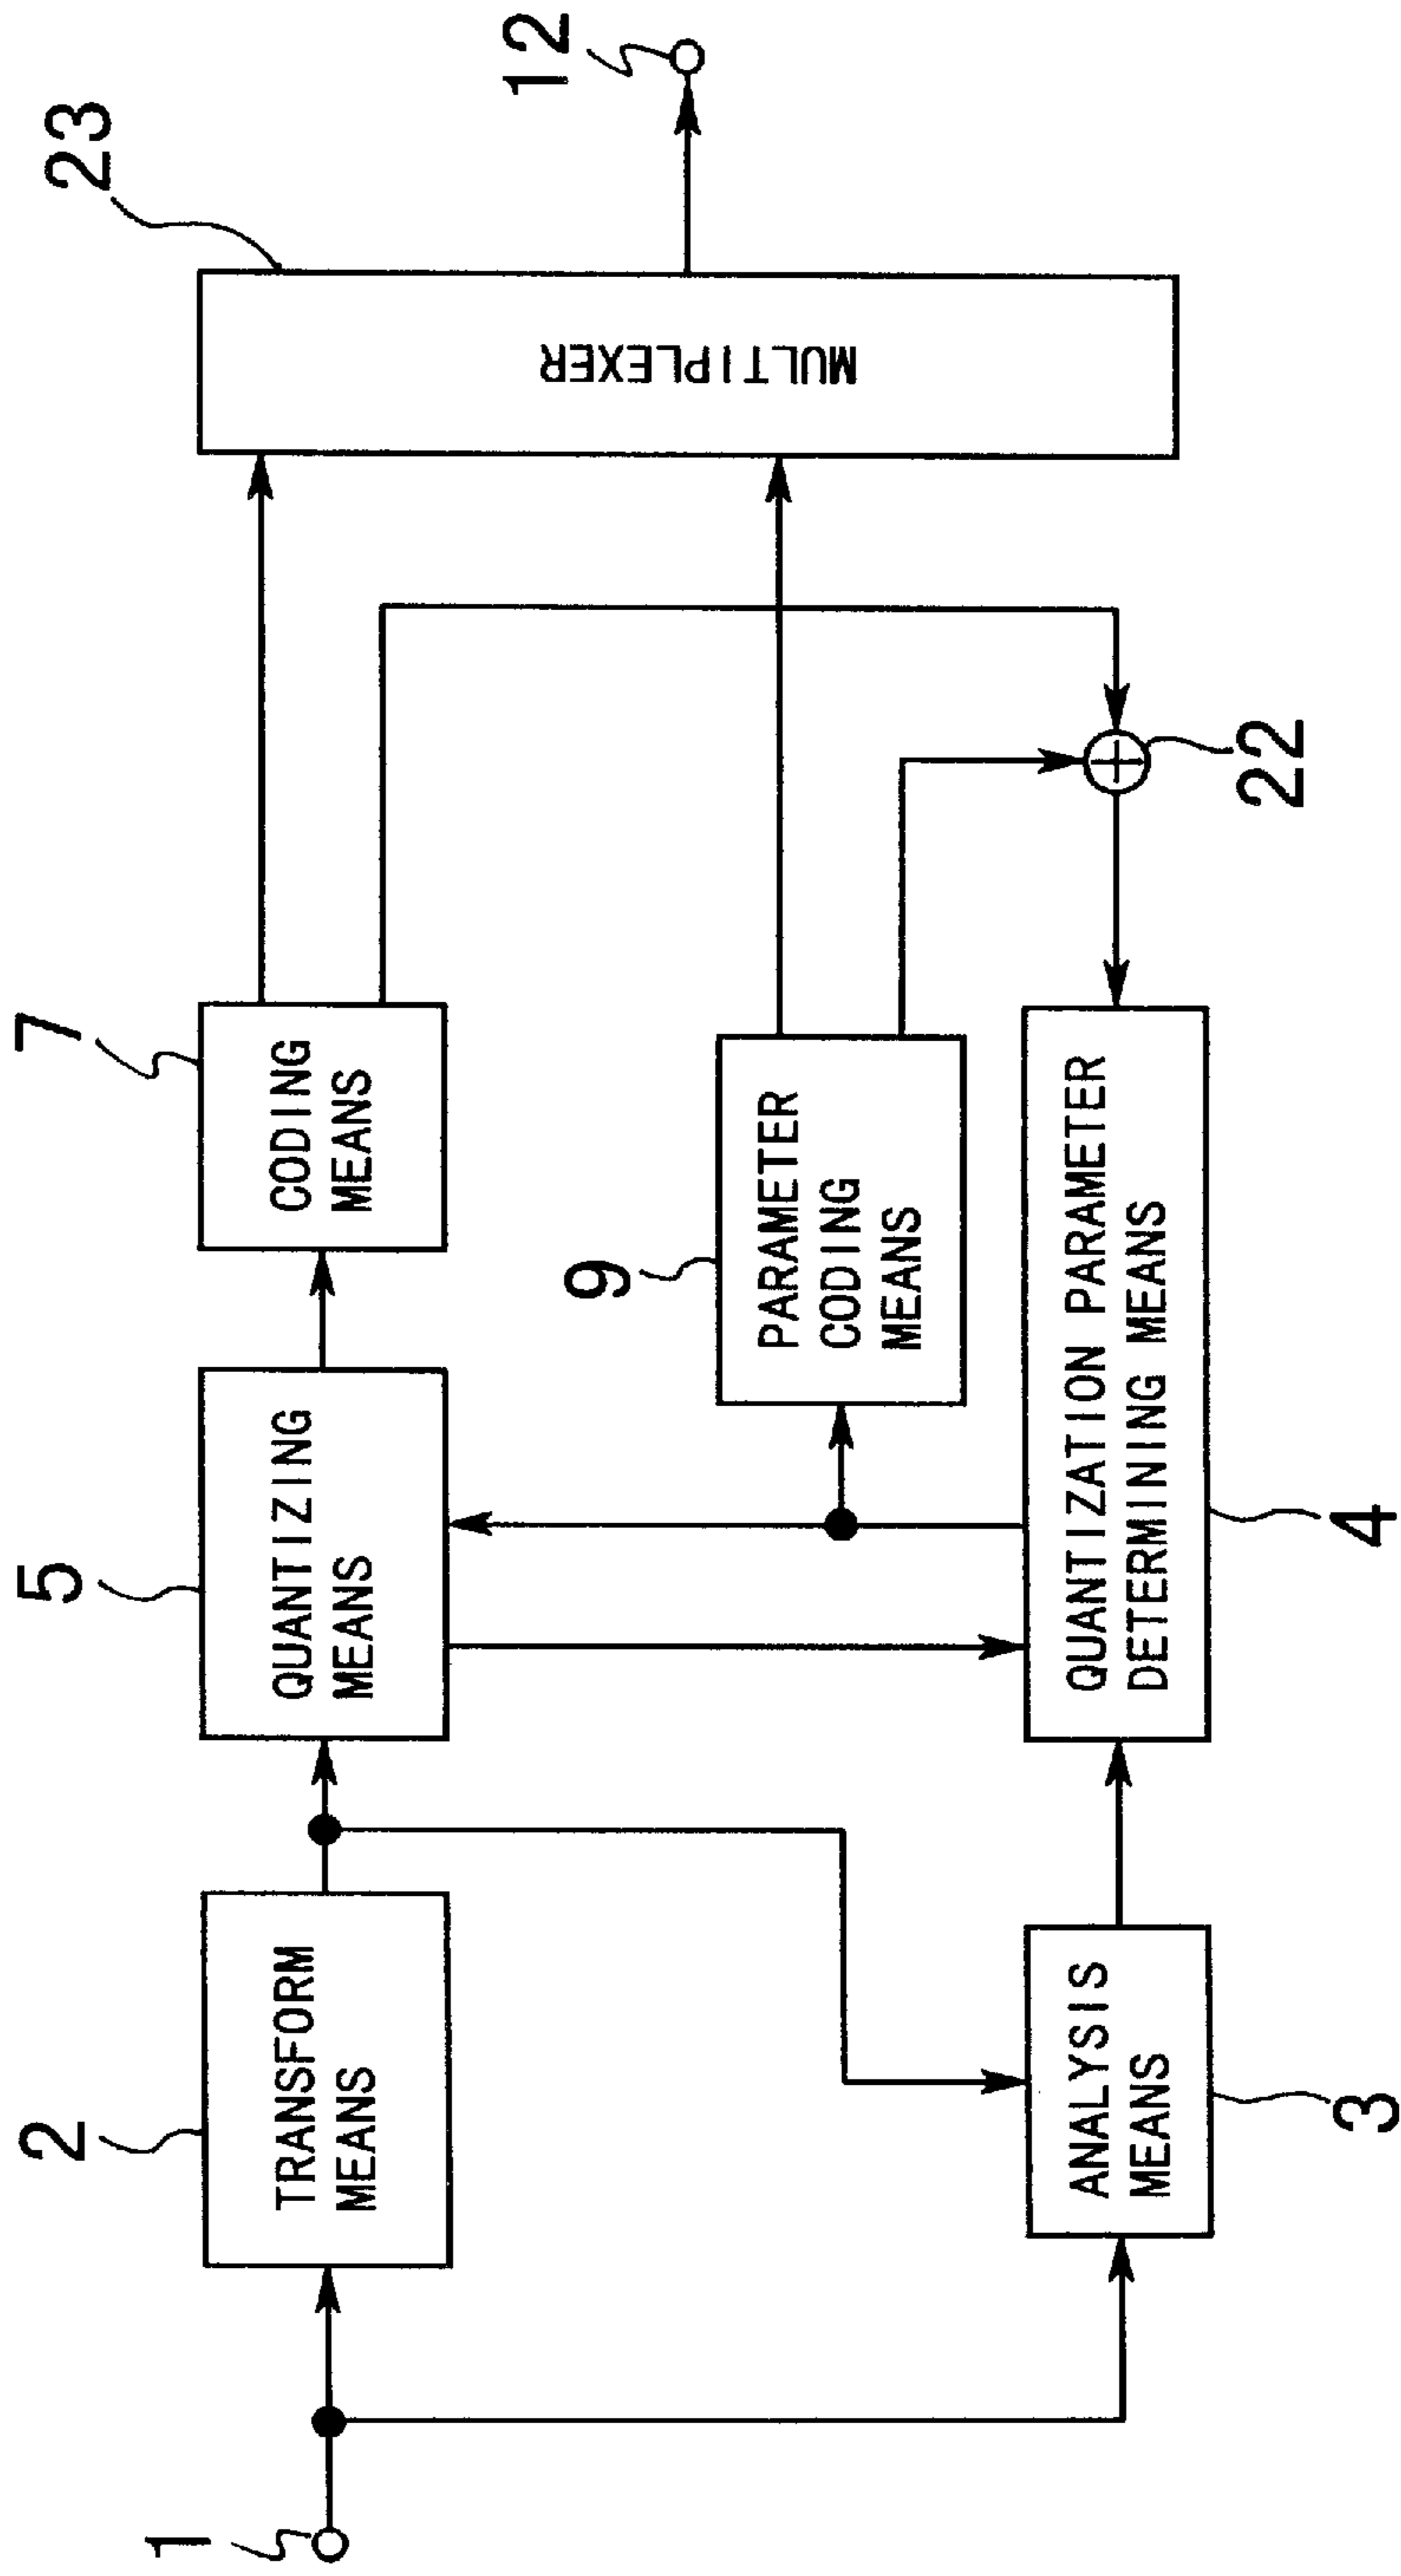 1
2
TRANSFORM
MEANS
5
QUANTIZING
MEANS
7
CODING
MEANS
23
MULTIPLEXER
12
9
PARAMETER
CODING
MEANS
22
ANALYSIS
MEANS
3
QUANTIZATION PARAMETER
DETERMINING MEANS
4